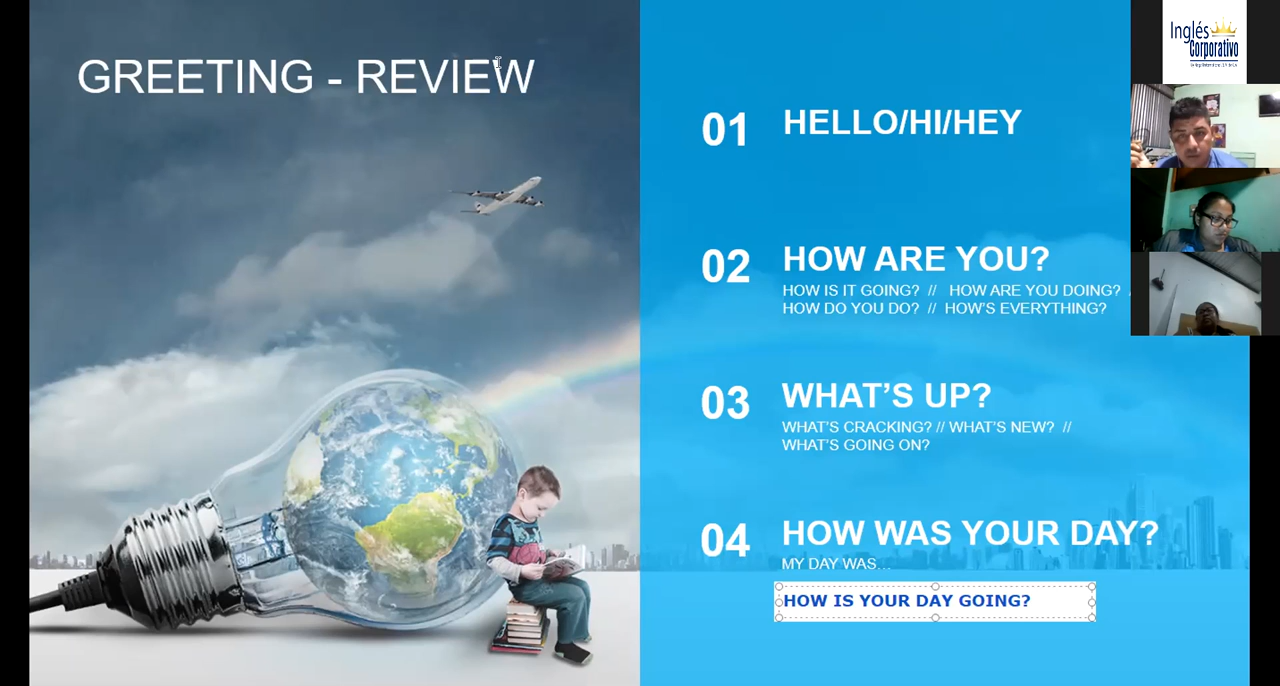 GREETING - REVIEW
01
HELLO/HI/HEY
02
HOW ARE YOU?
HOW IS IT GOING? // HOW ARE YOU DOING?
HOW DO YOU DO? // HOW'S EVERYTHING?
03
WHAT'S UP?
WHAT'S CRACKING? // WHAT'S NEW? //
WHAT'S GOING ON?
04
HOW WAS YOUR DAY?
MY DAY WAS...
HOW IS YOUR DAY GOING?
Inglés
Corporativo